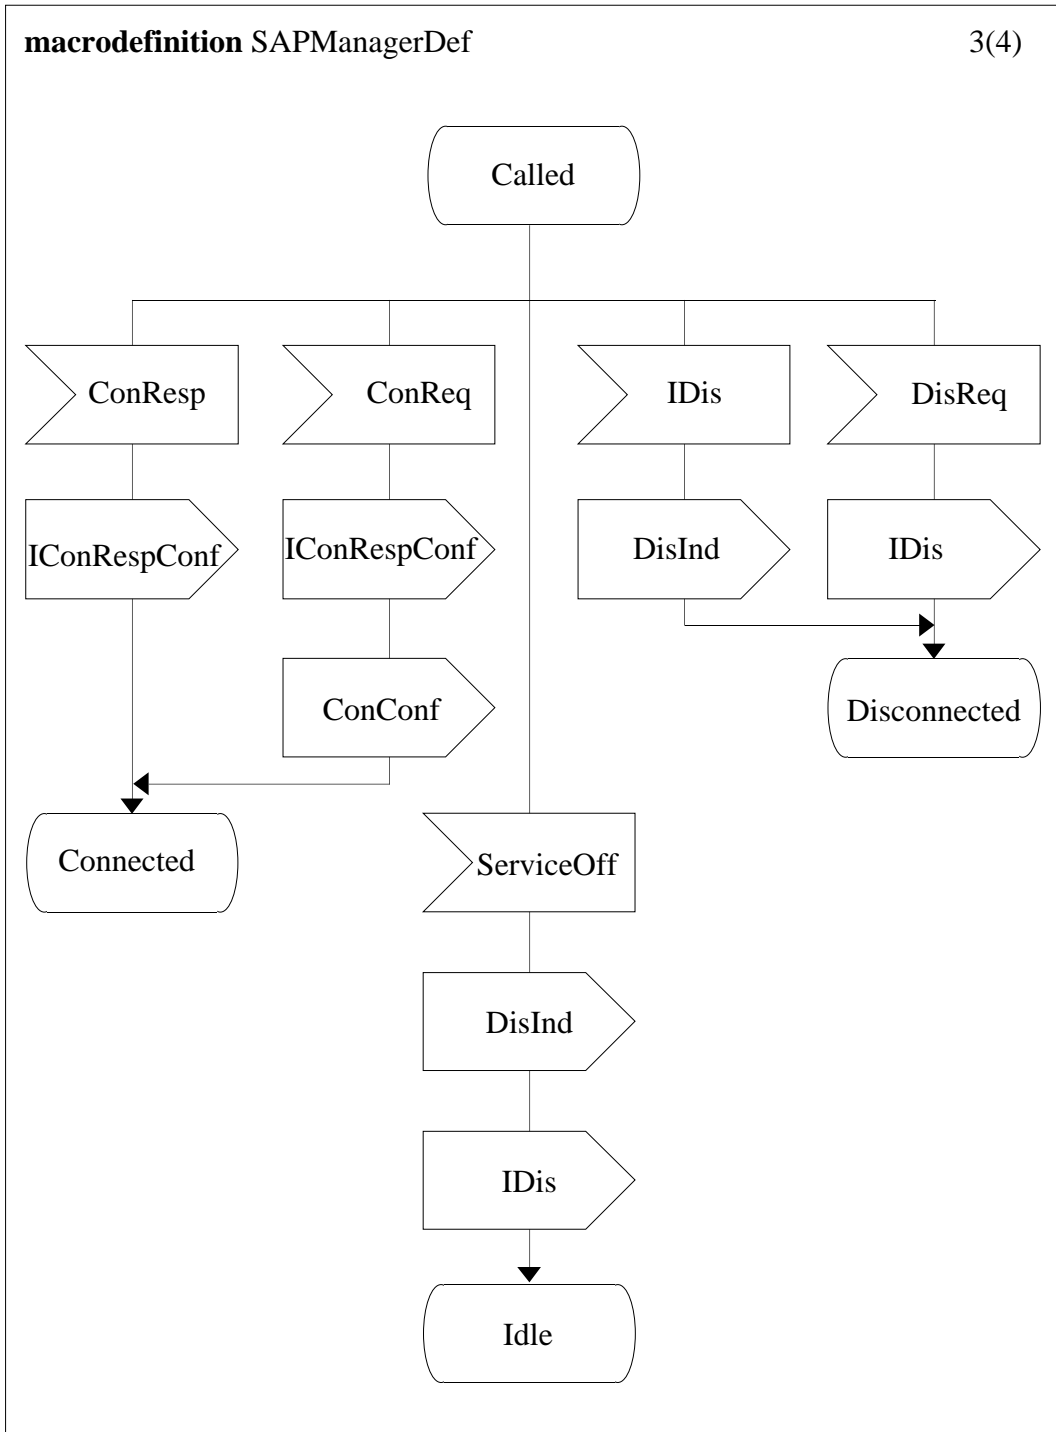 macrodefinition SAPManagerDef 3(4)
Called
ConResp ConReq IDis DisReq
IConRespConf IConRespConf DisInd IDis
ConConf Disconnected
Connected ServiceOff
DisInd
IDis
Idle